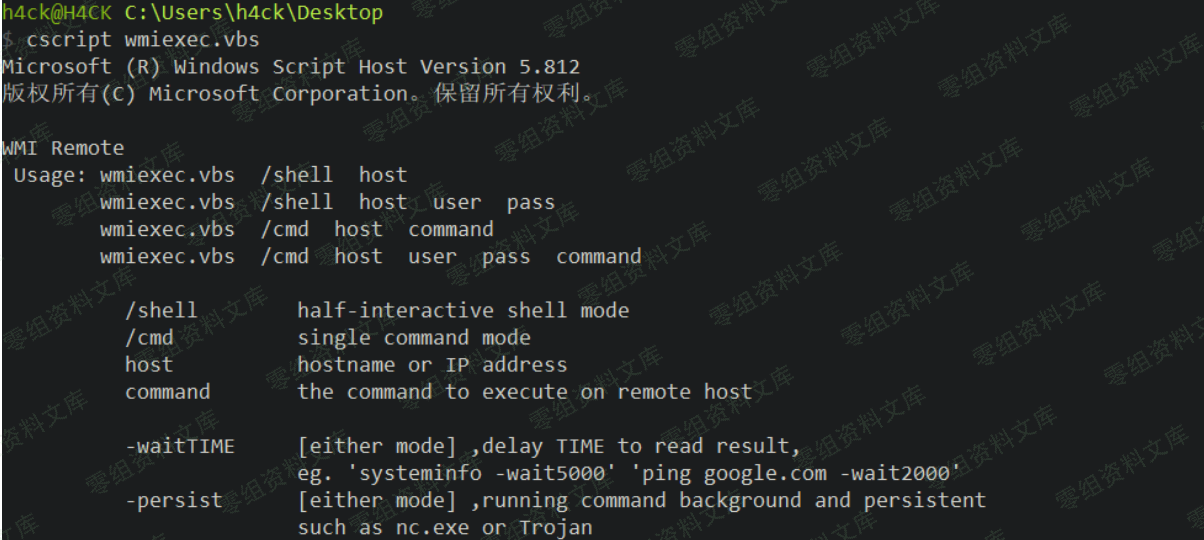 h4ck@H4CK C:\Users\h4ck\Desktop
$ cscript wmiexec.vbs
Microsoft (R) Windows Script Host Version 5.812
版权所有(C) Microsoft Corporation。保留所有权利。
WMI Remote
Usage: wmiexec.vbs /shell host
wmiexec.vbs /shell host user pass
wmiexec.vbs /cmd host command
wmiexec.vbs /cmd host user pass command
/shell half-interactive shell mode
/cmd single command mode
host hostname or IP address
command the command to execute on remote host
-waitTIME [either mode] ,delay TIME to read result,
eg. 'systeminfo -wait5000' 'ping google.com -wait2000'
-persist [either mode] ,running command background and persistent
such as nc.exe or Trojan
零组资料文库